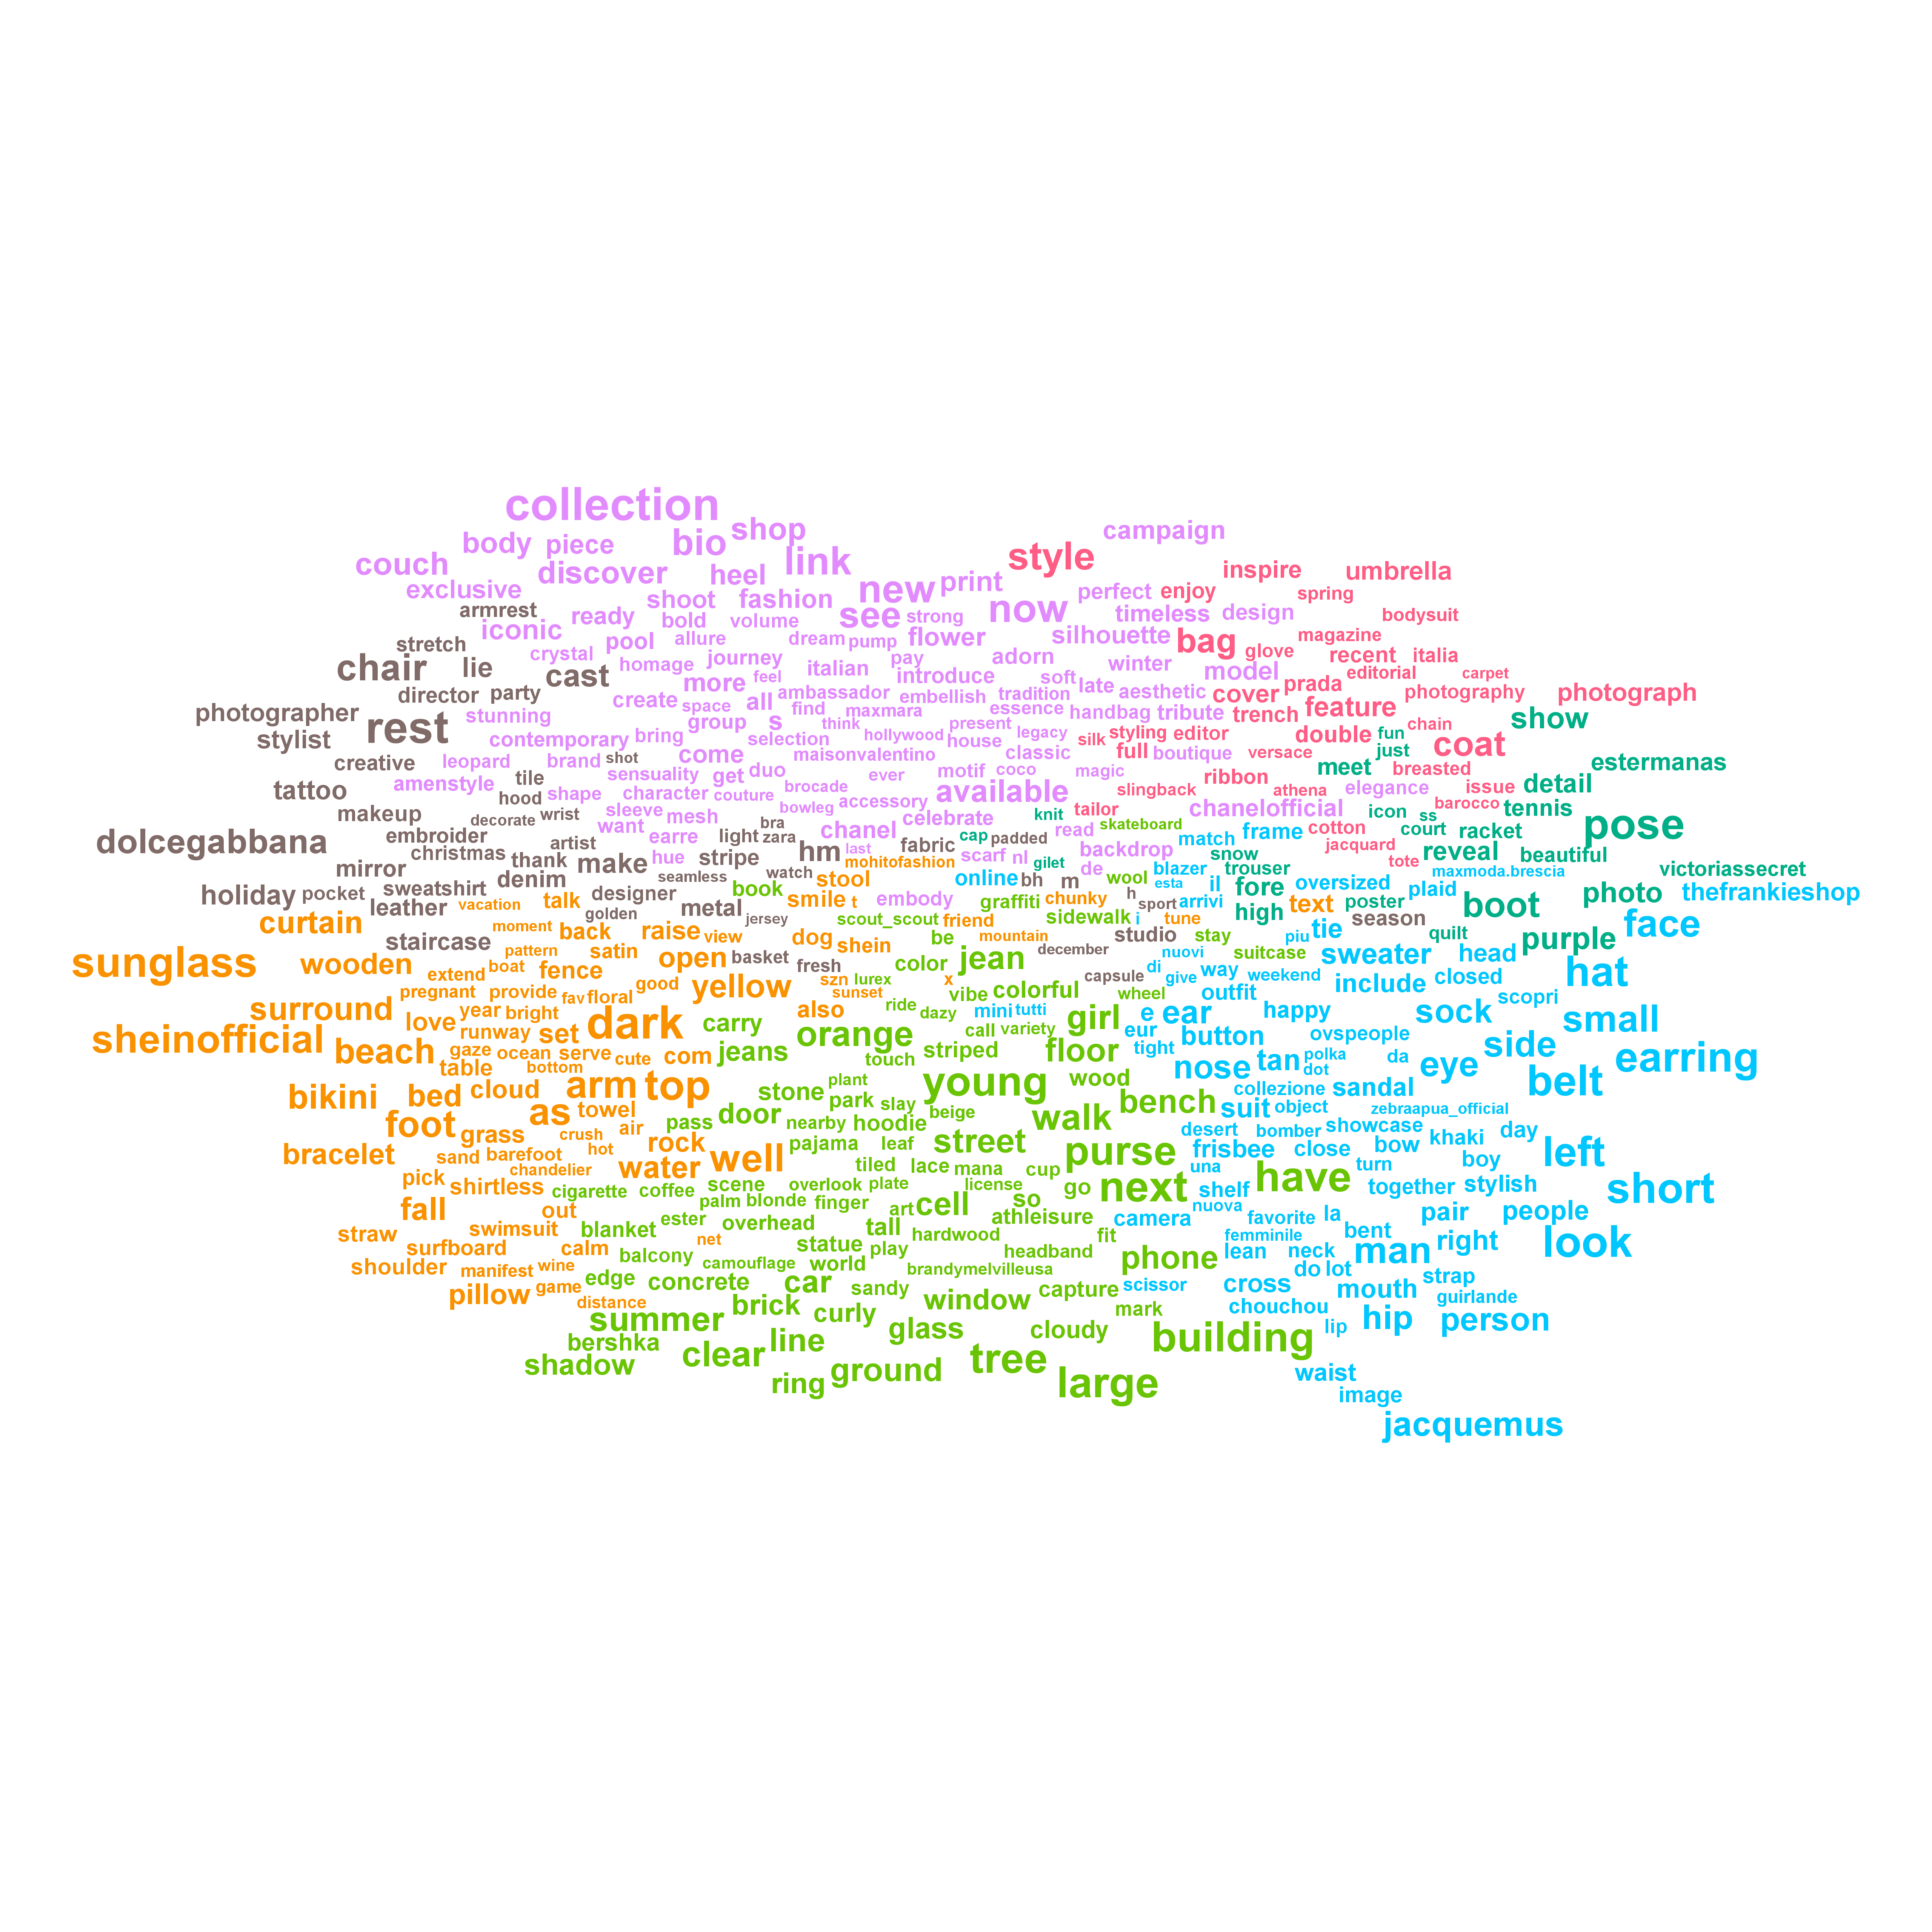 collection
shop campaign
body piece bio
couch discover heel link style inspire umbrella
exclusive shoot fashion new print perfect enjoy spring
armrest ready bold volume see strong now timeless design bodysuit
stretch iconic pool allure dream pump flower silhouette bag magazine
chair lie crystal homage journey italian pay adorn winter glove recent italia
cast more feel introduce soft late aesthetic model cover prada editorial carpet
director party create space all ambassador embellish tradition photography photograph
photographer stunning group s find maxmara essence handbag tribute trench feature
rest think present legacy chain show
stylist contemporary bring selection hollywood house silk styling editor double fun
creative leopard brand shot come maisonvalentino classic full boutique versace just coat
amenstyle tile sensuality get duo ever motif coco magic ribbon meet breasted estermanas
tattoo hood shape character couture brocade accessory available slingback athena elegance issue detail
makeup decorate wrist sleeve mesh bowleg celebrate knit tailor chanelofficial icon ss barocco tennis
dolcegabbana embroider artist want earre light bra zara chanel cap padded read skateboard match frame cotton court racket pose
christmas thank make hue stripe hm last fabric scarf nl gilet backdrop snow jacquard reveal beautiful
mirror denim seamless watch mohitofashion de blazer trouser tote maxmoda.brescia victoriassecret
holiday pocket sweatshirt designer book stool online bh m wool esta il fore oversized plaid photo thefrankieshop
leather vacation talk golden metal smile t embody graffiti chunky h sport arrivi high text poster boot
curtain moment back raise view jersey scout_scout friend sidewalk i tune season face
staircase pattern satin dog shein be mountain studio stay piu tie quilt purple
sunglass wooden extend boat fence open basket fresh color jean december nuovi suitcase sweater head hat
pregnant provide fav floral good yellow szn lurex x colorful capsule di give way weekend include closed
surround year bright sunset vibe wheel outfit scopri
love runway set dark carry also ride dazy mini tutti girl e ear happy sock small
sheinofficial gaze ocean serve orange call variety eur button ovspeople side
beach table bottom cute com jeans touch striped floor tight nose tan polka dot da eye earring
bikini bed cloud arm top stone plant young wood collezione sandal belt
foot as towel door park slay beige bench suit object zebraapua_official
grass crush air pass nearby hoodie walk desert bomber showcase day
bracelet sand barefoot hot rock pajama leaf street purse frisbee close bow khaki left
pick chandelier water well tiled lace mana cup una turn boy
shirtless cigarette coffee scene overlook plate license go next shelf have together stylish short
fall out palm blonde finger art cell so nuova favorite la pair people
straw swimsuit blanket ester overhead tall hardwood athleisure fit camera femminile bent
surfboard calm net statue play headband lean neck man right look
shoulder manifest wine balcony camouflage world brandymelvilleusa phone do lot strap
pillow game edge concrete car sandy capture scissor cross mouth guirlande
distance brick curly window mark chouchou
summer glass cloudy lip hip person
bershka line building
shadow clear ground tree waist
ring large image
jacquemus